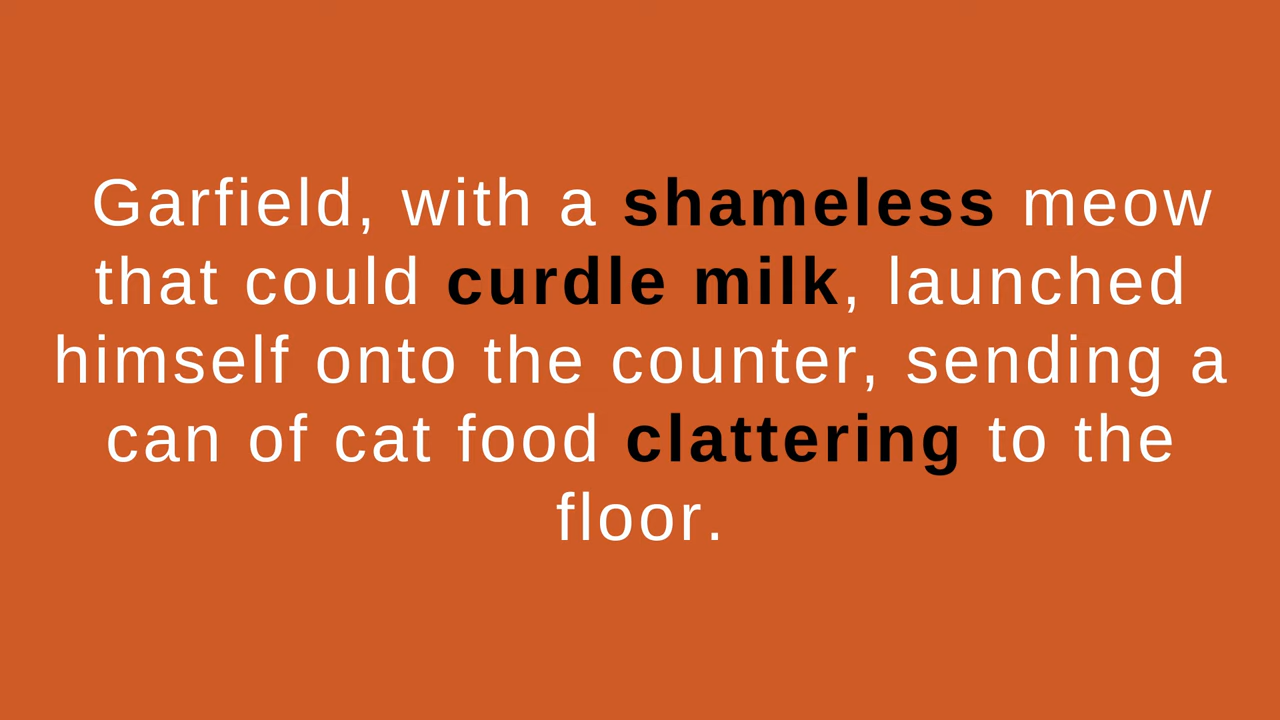 Garfield, with a shameless meow
that could curdle milk, launched
himself onto the counter, sending a
can of cat food clattering to the
floor.